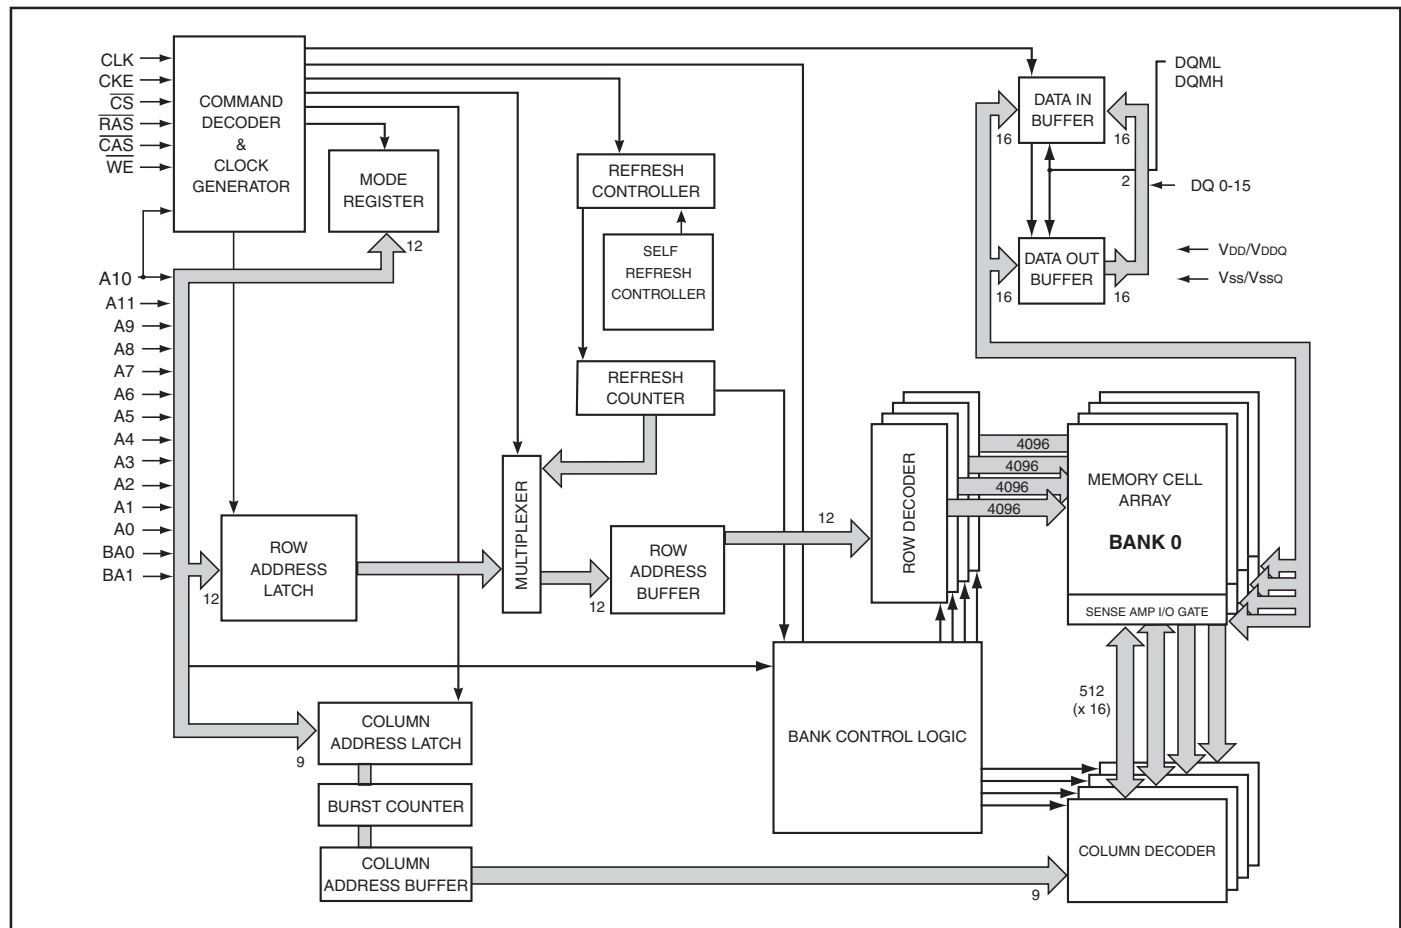 CLK
CKE
CS
RAS
CAS
WE
A10
A11
A9
A8
A7
A6
A5
A4
A3
A2
A1
A0
BA0
BA1
COMMAND
DECODER
&
CLOCK
GENERATOR
MODE
REGISTER
12
REFRESH
CONTROLLER
SELF
REFRESH
CONTROLLER
REFRESH
COUNTER
DATA IN
BUFFER
16
16
DQML
DQMH
2
DQ 0-15
DATA OUT
BUFFER
16
16
VDD/VDDQ
Vss/VssQ
12
ROW
ADDRESS
LATCH
MULTIPLEXER
12
ROW
ADDRESS
BUFFER
12
ROW DECODER
4096
4096
4096
4096
MEMORY CELL
ARRAY
BANK 0
SENSE AMP I/O GATE
512
(x 16)
BANK CONTROL LOGIC
9
COLUMN
ADDRESS LATCH
BURST COUNTER
COLUMN
ADDRESS BUFFER
9
COLUMN DECODER